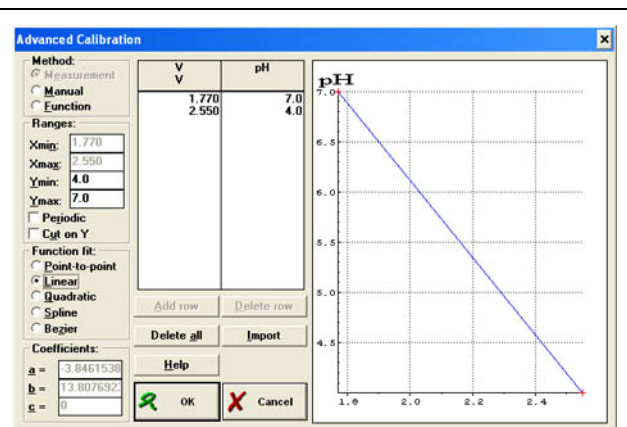 Advanced Calibration
Method:
Measurement
Manual
Function
Ranges:
Xmin: 1.770
Xmax: 2.550
Ymin: 4.0
Ymax: 7.0
Periodic
Cut on Y
Function fit:
Point-to-point
Linear
Quadratic
Spline
Bezier
Coefficients:
a = -3.8461538
b = 13.8076923
c = 0
V pH
V
1.770 7.0
2.550 4.0
Add row Delete row
Delete all Import
Help
OK Cancel
pH
7.0
6.5
6.0
5.5
5.0
4.5
1.8 2.0 2.2 2.4